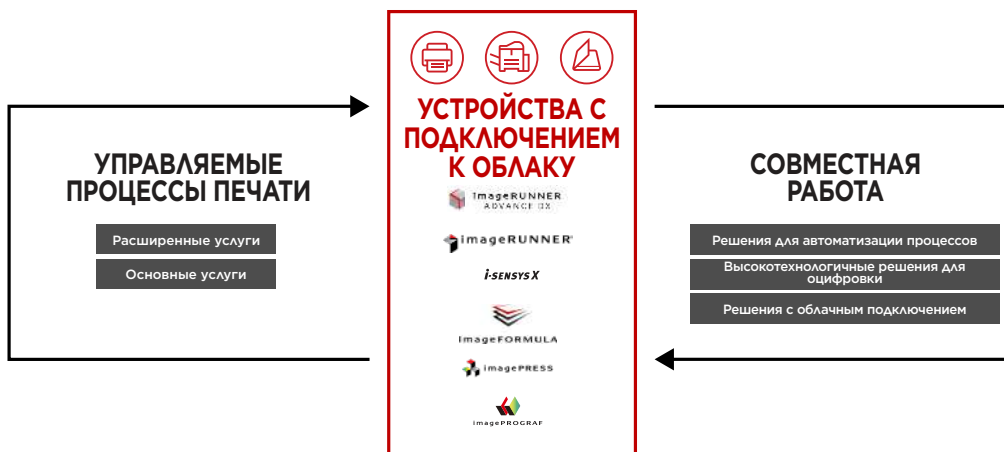 УПРАВЛЯЕМЫЕ
ПРОЦЕССЫ ПЕЧАТИ
Расширенные услуги
Основные услуги
УСТРОЙСТВА С
ПОДКЛЮЧЕНИЕМ
К ОБЛАКУ
imageRUNNER
ADVANCE DX
imageRUNNER
i-SENSYS X
imageFORMULA
imagePRESS
imagePROGRAF
СОВМЕСТНАЯ
РАБОТА
Решения для автоматизации процессов
Высокотехнологичные решения для
оцифровки
Решения с облачным подключением